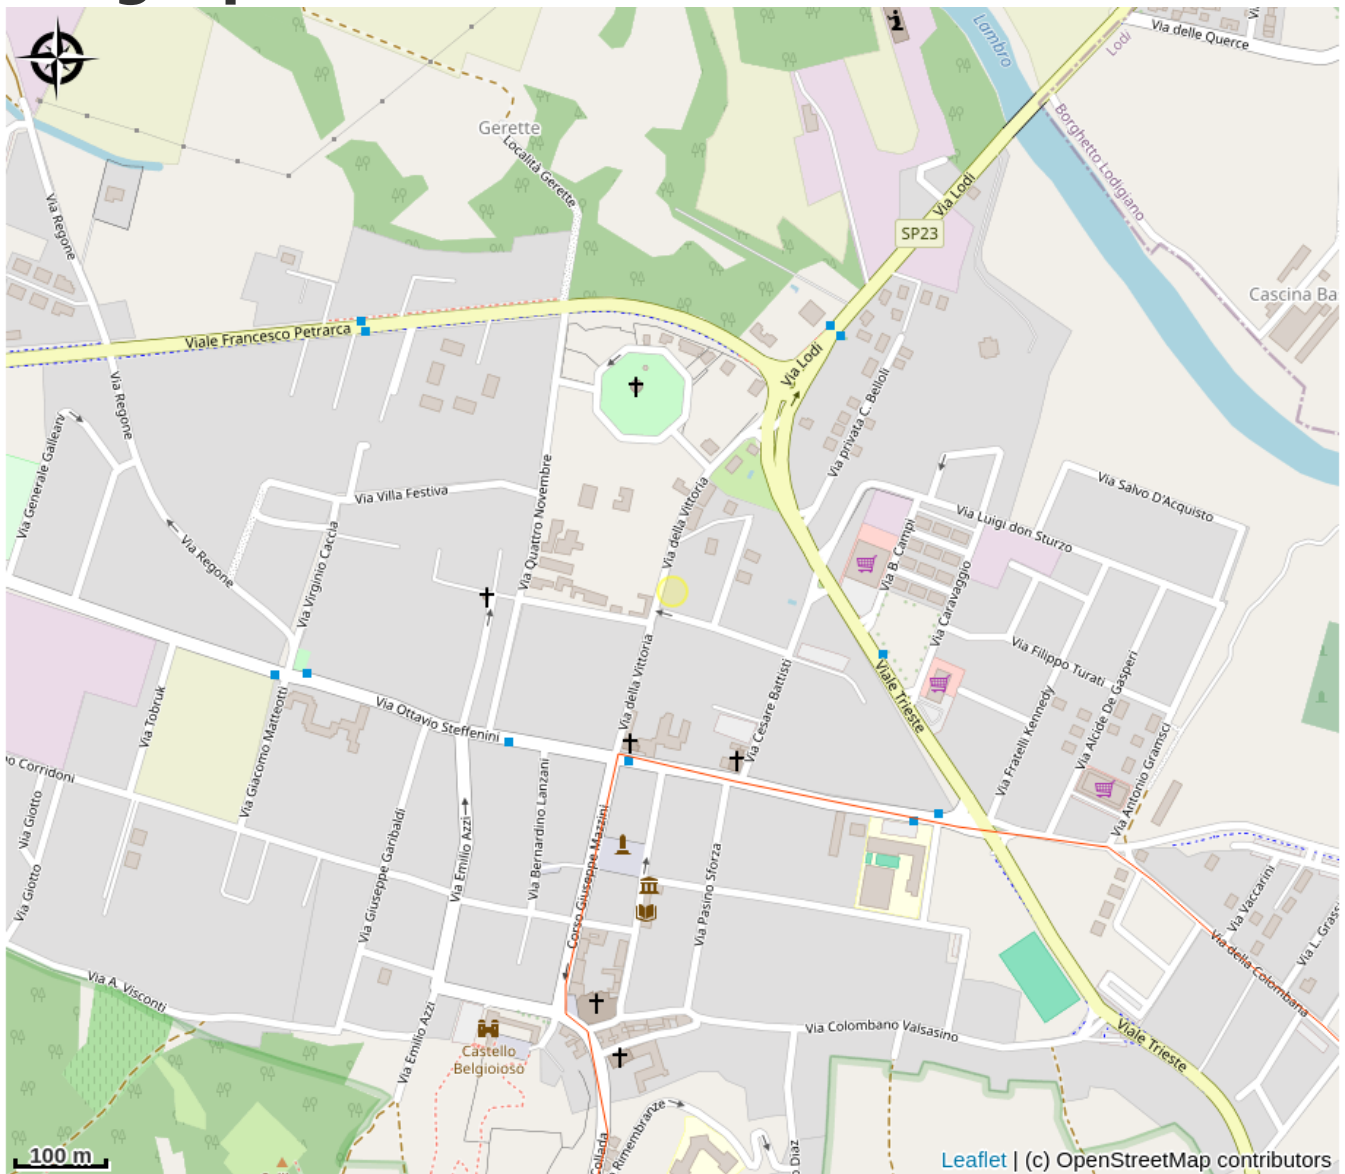 Lambro
Via delle Querce
Lodi
Gerette
Località Gerette
Borghetto Lodigiano
Via Regone
Via Lodi
SP23
Cascina Ba
Viale Francesco Petrarca
Via Lodi
Via Regone
Via privata C. Belloli
Via Generale Galleani
Via Villa Festiva
Via Quattro Novembre
Via della Vittoria
Via Salvo D'Acquisto
Via Luigi don Sturzo
Via B. Campi
Via Regone
Via Virginio Caccia
Via Caravaggio
Via Filippo Turati
Via della Vittoria
Via Cesare Battisti
Viale Trieste
Via Tobruk
Via Giacomo Matteotti
Via Ottavio Steffenini
Via Fratelli Kennedy
Via Alcide De Gasperi
Via Antonio Gramsci
no Corridoni
Via Giotto
Via Giotto
Via Giuseppe Garibaldi
Via Emilio Azzi
Via Bernardino Lanzani
Corso Giuseppe Mazzini
Via Pasino Sforza
Via Vaccarini
Via L. Grassi
Via della Colombana
Via A. Visconti
Via Emilio Azzi
Castello
Belgioioso
Via Colombano Valsasino
Viale Trieste
Rimembranze
Collada
Diaz
100 m
Leaflet | (c) OpenStreetMap contributors